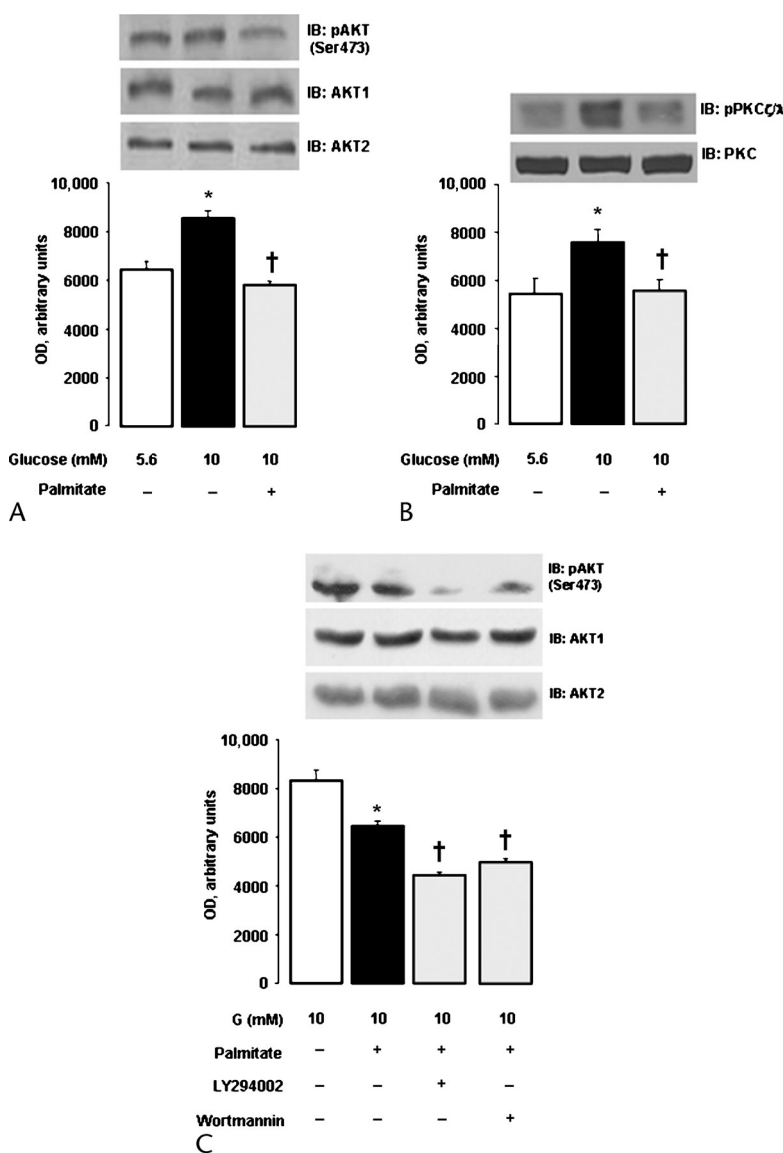 IB: pAKT
(Ser473)
IB: AKT1
IB: AKT2
10,000
8000
6000
4000
2000
0
OD, arbitrary units
*
†
Glucose (mM) 5.6 10 10
Palmitate – – +
A
IB: pPKCζ/λ
IB: PKC
10,000
8000
6000
4000
2000
0
OD, arbitrary units
*
†
Glucose (mM) 5.6 10 10
Palmitate – – +
B
IB: pAKT
(Ser473)
IB: AKT1
IB: AKT2
10,000
8000
6000
4000
2000
0
OD, arbitrary units
*
†
†
G (mM) 10 10 10 10
Palmitate – + + +
LY294002 – – + –
Wortmannin – – – +
C